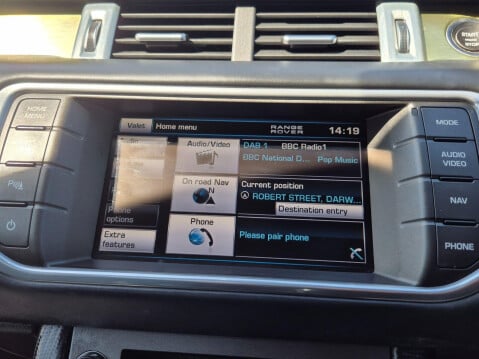 START
STOP
HOME
MENU
Valet
Home menu
RANGE
ROVER
14:19
MODE
Audio/Video
DAB 1
BBC Radio1
BBC National D...
Pop Music
AUDIO
VIDEO
On road Nav
N
Current position
ROBERT STREET, DARW...
Destination entry
NAV
Phone
options
Phone
Please pair phone
PHONE
Extra
features